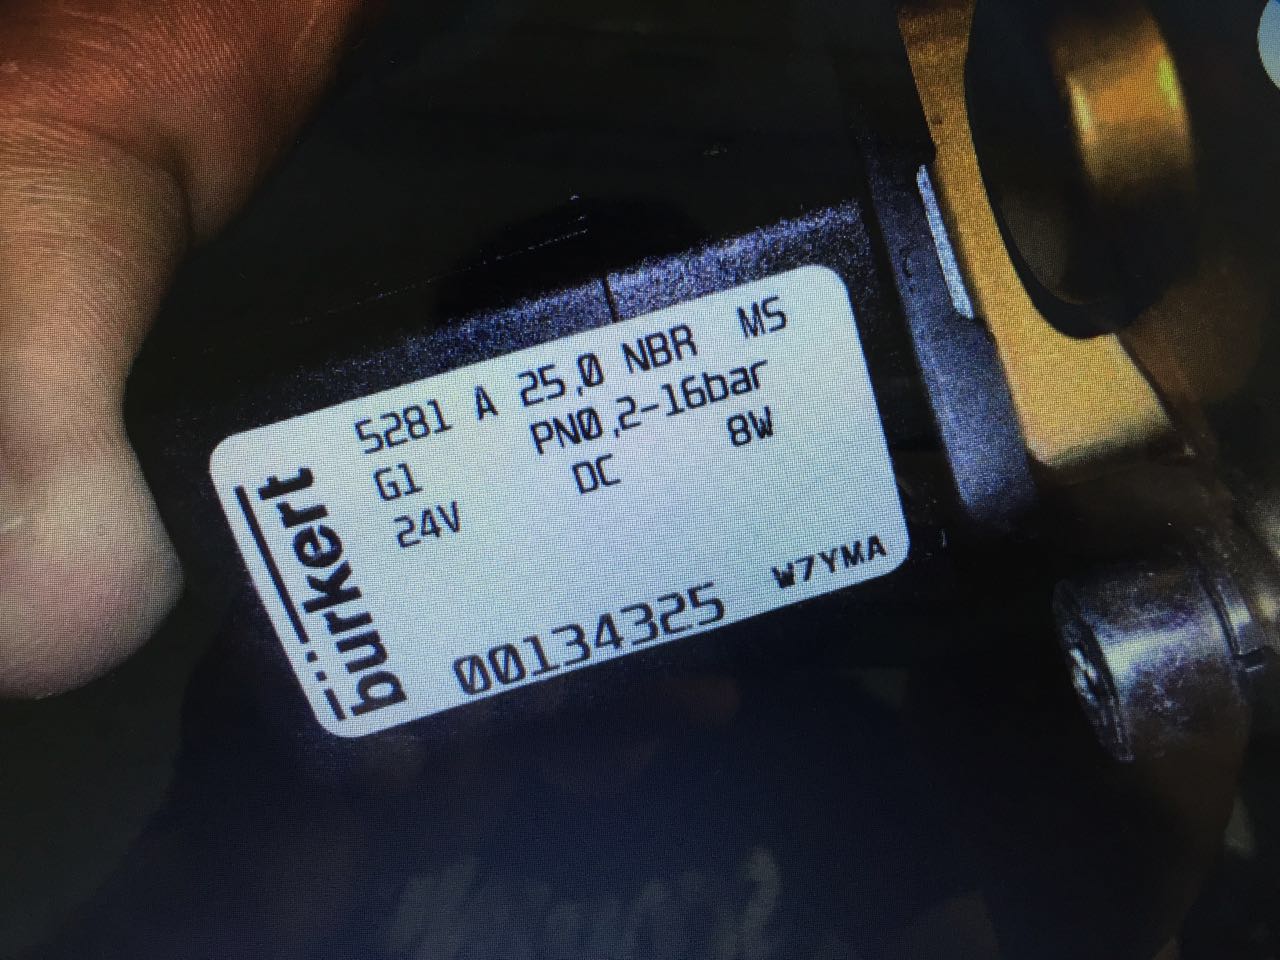 5281 A 25,0 NBR MS
G1 PN0,2-16bar
24V DC 8W
00134325 W7YMA
bürkert